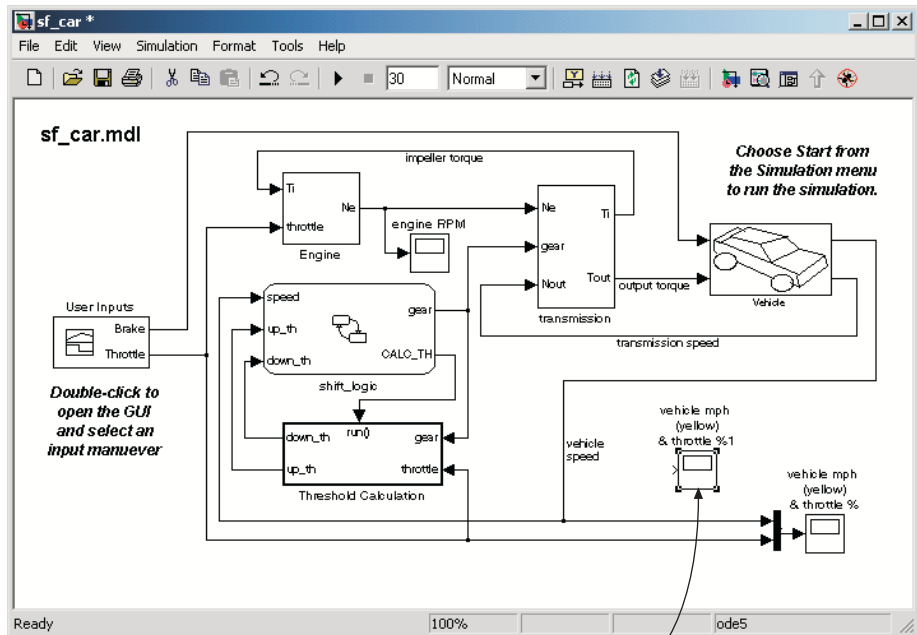 sf_car *
File Edit View Simulation Format Tools Help
30 Normal
sf_car.mdl
impeller torque
Choose Start from
the Simulation menu
to run the simulation.
Ti
Ne
throttle
Engine
engine RPM
Ne
Ti
gear
Nout
Tout
transmission
output torque
Vehicle
transmission speed
User Inputs
Brake
Throttle
speed
gear
up_th
down_th
CALC_TH
shift_logic
Double-click to
open the GUI
and select an
input manuever
run()
down_th
gear
up_th
throttle
Threshold Calculation
vehicle
speed
vehicle mph
(yellow)
& throttle %1
vehicle mph
(yellow)
& throttle %
Ready 100% ode5